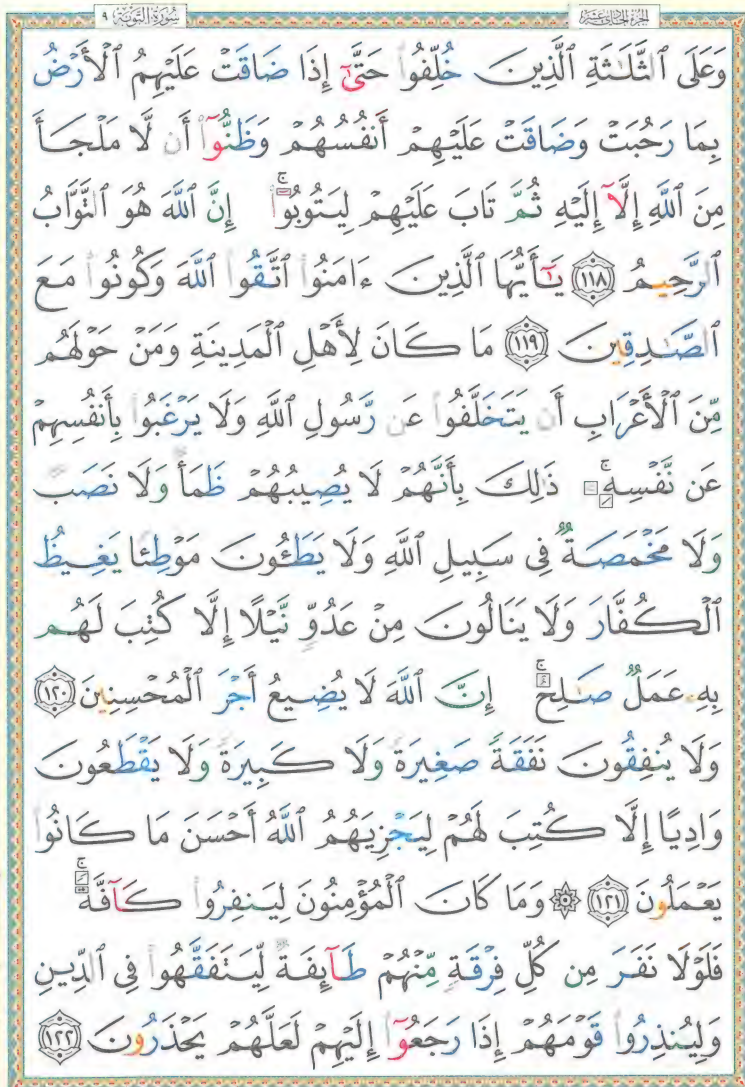 سُورَةُ التَّوْبَةِ ٩
الجزء الحادي عشر
وَعَلَى ٱلثَّلَٰثَةِ ٱلَّذِينَ خُلِّفُوا۟ حَتَّىٰٓ إِذَا ضَاقَتْ عَلَيْهِمُ ٱلْأَرْضُ
بِمَا رَحُبَتْ وَضَاقَتْ عَلَيْهِمْ أَنفُسُهُمْ وَظَنُّوٓا۟ أَن لَّا مَلْجَأَ
مِنَ ٱللَّهِ إِلَّآ إِلَيْهِ ثُمَّ تَابَ عَلَيْهِمْ لِيَتُوبُوٓا۟ ۚ إِنَّ ٱللَّهَ هُوَ ٱلتَّوَّابُ
ٱلرَّحِيمُ ١١٨ يَٰٓأَيُّهَا ٱلَّذِينَ ءَامَنُوا۟ ٱتَّقُوا۟ ٱللَّهَ وَكُونُوا۟ مَعَ
ٱلصَّٰدِقِينَ ١١٩ مَا كَانَ لِأَهْلِ ٱلْمَدِينَةِ وَمَنْ حَوْلَهُم
مِّنَ ٱلْأَعْرَابِ أَن يَتَخَلَّفُوا۟ عَن رَّسُولِ ٱللَّهِ وَلَا يَرْغَبُوا۟ بِأَنفُسِهِمْ
عَن نَّفْسِهِۦ ۚ ذَٰلِكَ بِأَنَّهُمْ لَا يُصِيبُهُمْ ظَمَأٌ وَلَا نَصَبٌ
وَلَا مَخْمَصَةٌ فِى سَبِيلِ ٱللَّهِ وَلَا يَطَـُٔونَ مَوْطِئًا يَغِيظُ
ٱلْكُفَّارَ وَلَا يَنَالُونَ مِنْ عَدُوٍّ نَّيْلًا إِلَّا كُتِبَ لَهُم
بِهِۦ عَمَلٌ صَٰلِحٌ ۚ إِنَّ ٱللَّهَ لَا يُضِيعُ أَجْرَ ٱلْمُحْسِنِينَ ١٢٠
وَلَا يُنفِقُونَ نَفَقَةً صَغِيرَةً وَلَا كَبِيرَةً وَلَا يَقْطَعُونَ
وَادِيًا إِلَّا كُتِبَ لَهُمْ لِيَجْزِيَهُمُ ٱللَّهُ أَحْسَنَ مَا كَانُوا۟
يَعْمَلُونَ ١٢١ ۞ وَمَا كَانَ ٱلْمُؤْمِنُونَ لِيَنفِرُوا۟ كَآفَّةً ۚ
فَلَوْلَا نَفَرَ مِن كُلِّ فِرْقَةٍ مِّنْهُمْ طَآئِفَةٌ لِّيَتَفَقَّهُوا۟ فِى ٱلدِّينِ
وَلِيُنذِرُوا۟ قَوْمَهُمْ إِذَا رَجَعُوٓا۟ إِلَيْهِمْ لَعَلَّهُمْ يَحْذَرُونَ ١٢٢